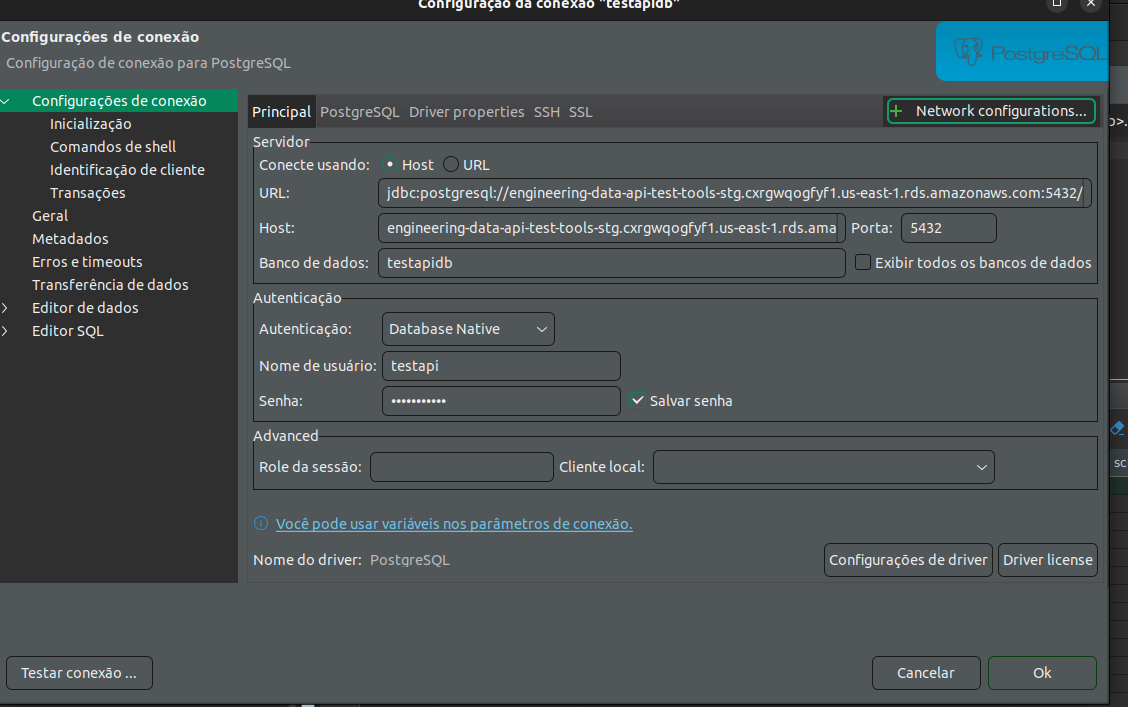 Configuração da conexão "testapidb"
Configurações de conexão
Configuração de conexão para PostgreSQL
PostgreSQL
Configurações de conexão
Inicialização
Comandos de shell
Identificação de cliente
Transações
Geral
Metadados
Erros e timeouts
Transferência de dados
Editor de dados
Editor SQL
Principal PostgreSQL Driver properties SSH SSL
Network configurations...
Servidor
Conecte usando: Host URL
URL: jdbc:postgresql://engineering-data-api-test-tools-stg.cxrgwqogfyf1.us-east-1.rds.amazonaws.com:5432/
Host: engineering-data-api-test-tools-stg.cxrgwqogfyf1.us-east-1.rds.ama Porta: 5432
Banco de dados: testapidb Exibir todos os bancos de dados
Autenticação
Autenticação: Database Native
Nome de usuário: testapi
Senha: ••••••••••• Salvar senha
Advanced
Role da sessão: Cliente local:
Você pode usar variáveis nos parâmetros de conexão.
Nome do driver: PostgreSQL Configurações de driver Driver license
Testar conexão ... Cancelar Ok